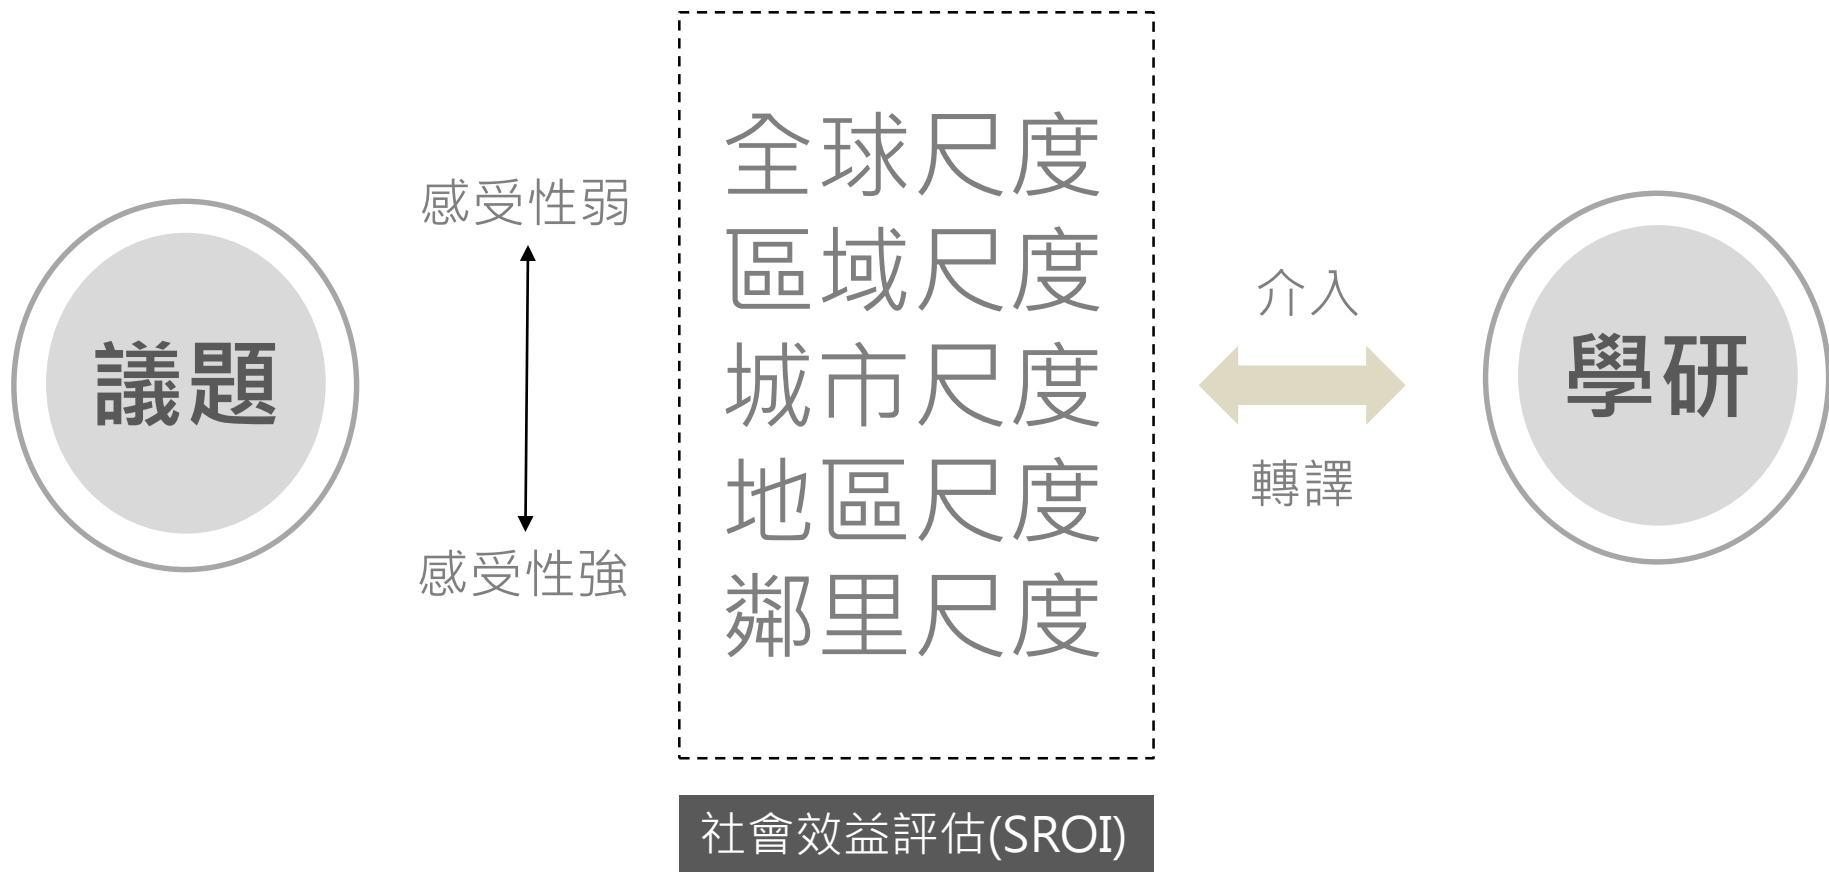 議題
感受性弱
感受性強
全球尺度
區域尺度
城市尺度
地區尺度
鄰里尺度
社會效益評估(SROI)
介入
轉譯
學研